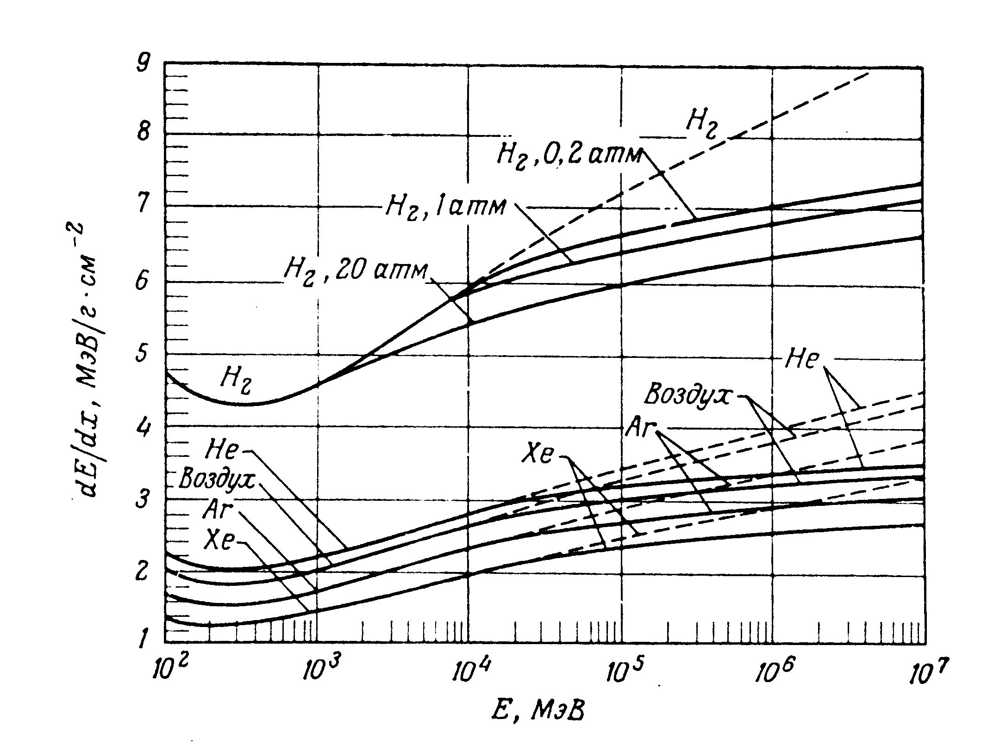 dE/dx, МэВ/г·см⁻²
9
8
7
6
5
4
3
2
1
H₂
H₂, 0,2 атм
H₂, 1 атм
H₂, 20 атм
H₂
He
Воздух
Ar
Xe
He
Воздух
Ar
Xe
10² 10³ 10⁴ 10⁵ 10⁶ 10⁷
E, МэВ